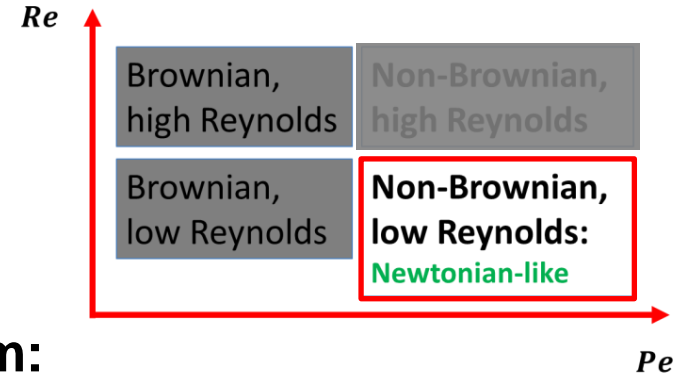 Re
Brownian,
high Reynolds
Non-Brownian,
high Reynolds
Brownian,
low Reynolds
Non-Brownian,
low Reynolds:
Newtonian-like
m:
Pe